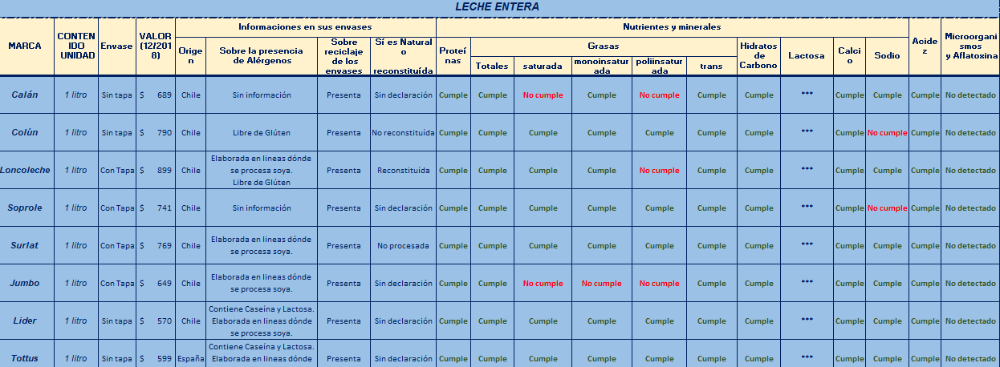 LECHE ENTERA
MARCA CONTEN IDO UNIDAD Envase VALOR (12/201 8) Informaciones en sus envases Nutrientes y minerales Acide z Microorgani smos y Aflatoxina
Orige n Sobre la presencia de Alérgenos Sobre reciclaje de los envases Sí es Natural o reconstituída Proteí nas Grasas Hidratos de Carbono Lactosa Calci o Sodio
Totales saturada monoinsatur ada poliinsatur ada trans
Calán 1 litro Sin tapa $ 689 Chile Sin información Presenta Sin declaración Cumple Cumple No cumple Cumple No cumple Cumple Cumple *** Cumple Cumple Cumple No detectado
Colún 1 litro Sin tapa $ 790 Chile Libre de Glúten Presenta No reconstituída Cumple Cumple Cumple Cumple Cumple Cumple Cumple *** Cumple No cumple Cumple No detectado
Loncoleche 1 litro Con Tapa $ 899 Chile Elaborada en lineas dónde se procesa soya. Libre de Glúten Presenta Reconstituída Cumple Cumple Cumple Cumple No cumple Cumple Cumple *** Cumple Cumple Cumple No detectado
Soprole 1 litro Con Tapa $ 741 Chile Sin información Presenta Sin declaración Cumple Cumple Cumple Cumple Cumple Cumple Cumple *** Cumple No cumple Cumple No detectado
Surlat 1 litro Con Tapa $ 769 Chile Elaborada en lineas dónde se procesa soya. Presenta No procesada Cumple Cumple Cumple Cumple Cumple Cumple Cumple *** Cumple Cumple Cumple No detectado
Jumbo 1 litro Con Tapa $ 649 Chile Elaborada en lineas dónde se procesa soya. Presenta Sin declaración Cumple Cumple No cumple No cumple No cumple Cumple Cumple *** Cumple Cumple Cumple No detectado
Lider 1 litro Sin tapa $ 570 Chile Contiene Caseína y Lactosa. Elaborada en lineas dónde se procesa soya. Presenta Sin declaración Cumple Cumple Cumple Cumple Cumple Cumple Cumple *** Cumple Cumple Cumple No detectado
Tottus 1 litro Sin tapa $ 599 España Contiene Caseína y Lactosa. Elaborada en lineas dónde Presenta Sin declaración Cumple Cumple Cumple Cumple Cumple Cumple Cumple *** Cumple Cumple Cumple No detectado